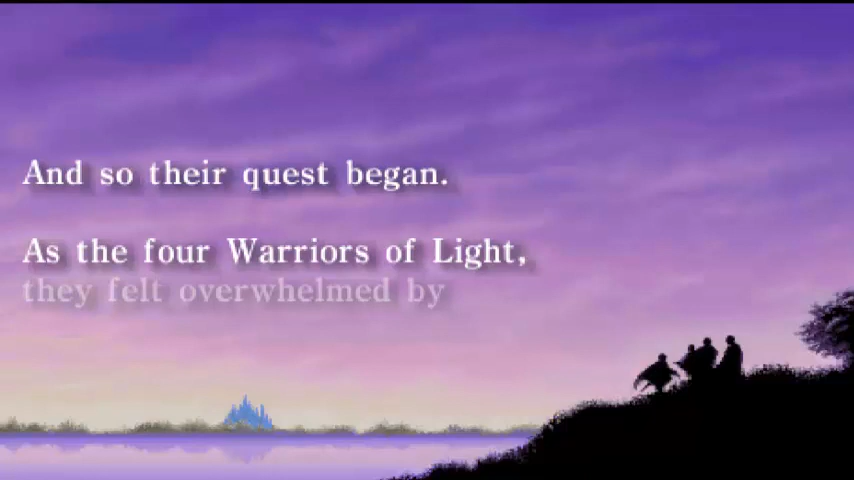 And so their quest began.
As the four Warriors of Light,
they felt overwhelmed by